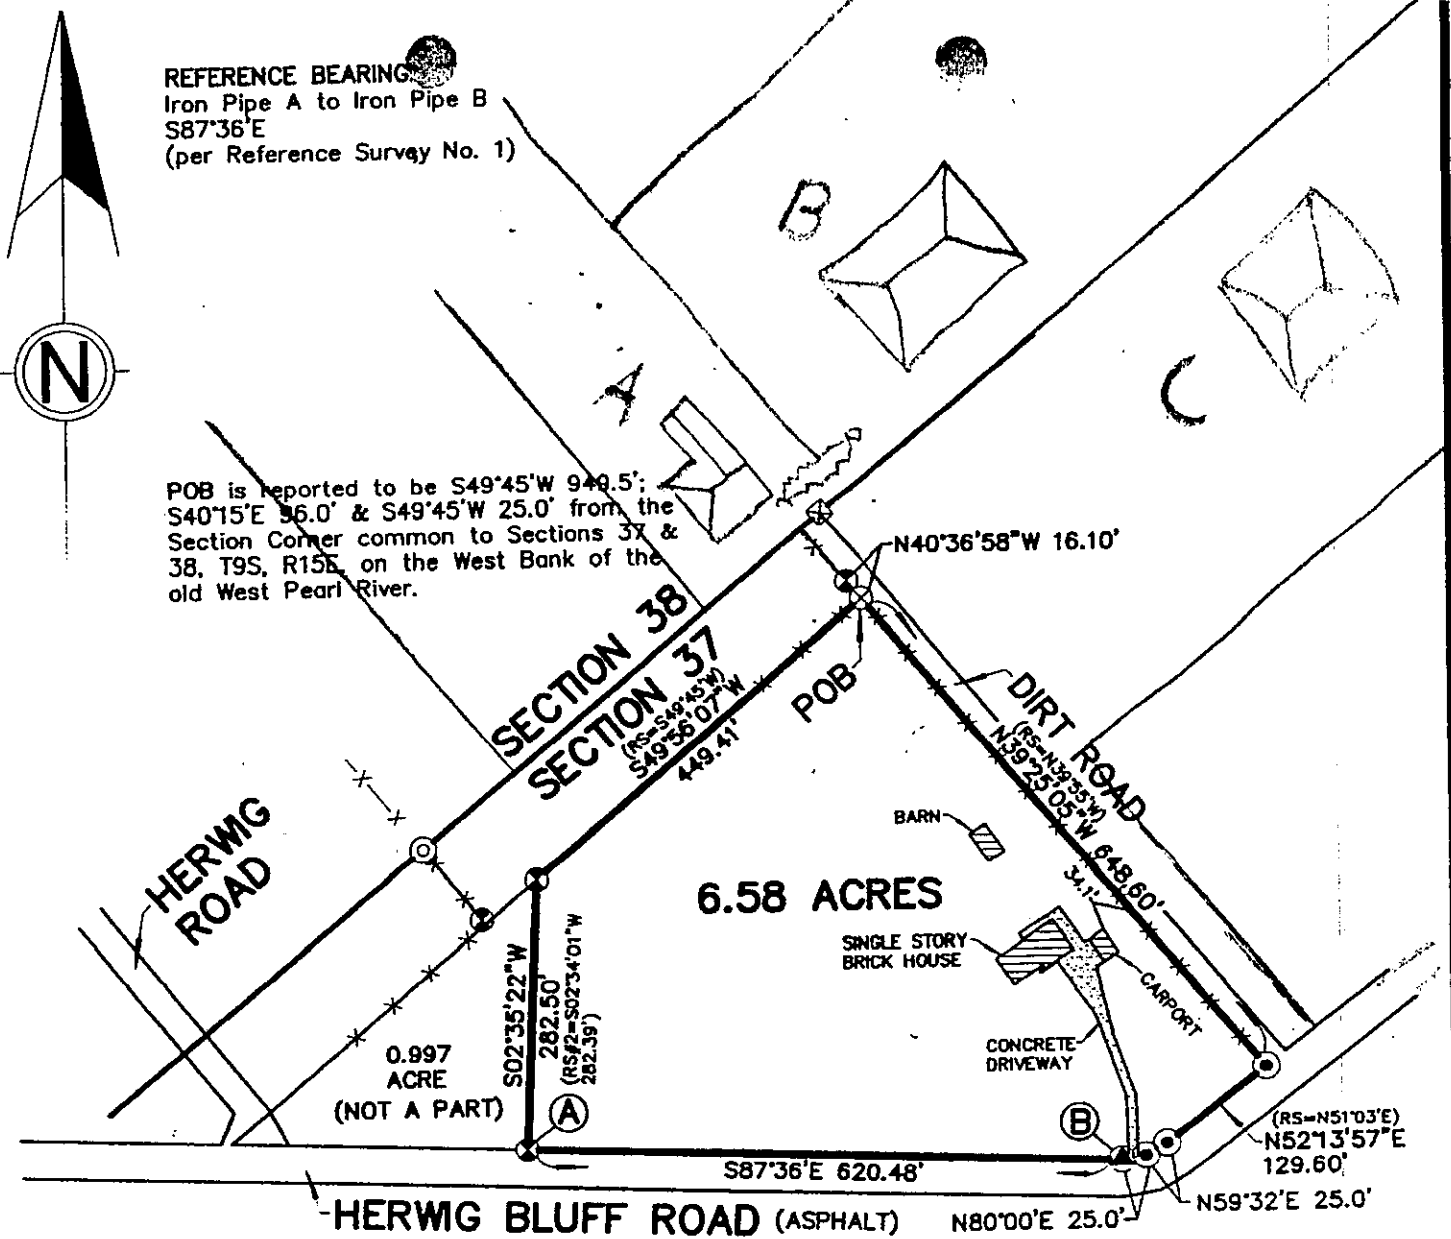 REFERENCE BEARING
Iron Pipe A to Iron Pipe B
S87°36'E
(per Reference Survey No. 1)
N
B
A
C
POB is reported to be S49°45'W 949.5';
S40°15'E 96.0' & S49°45'W 25.0' from the
Section Corner common to Sections 37 &
38, T9S, R15E, on the West Bank of the
old West Pearl River.
N40°36'58"W 16.10'
SECTION 38
SECTION 37
(RS=S49°45'W)
S49°56'07"W
449.41'
POB
DIRT ROAD
(RS=N39°55'W)
N39°25'05"W 648.60'
34.1'
BARN
HERWIG
ROAD
6.58 ACRES
SINGLE STORY
BRICK HOUSE
CARPORT
CONCRETE
DRIVEWAY
S02°35'22"W
282.50'
(RS#2=S02°34'01"W
282.39')
0.997
ACRE
(NOT A PART)
A
B
S87°36'E 620.48'
(RS=N51°03'E)
N52°13'57"E
129.60'
N59°32'E 25.0'
N80°00'E 25.0'
HERWIG BLUFF ROAD (ASPHALT)